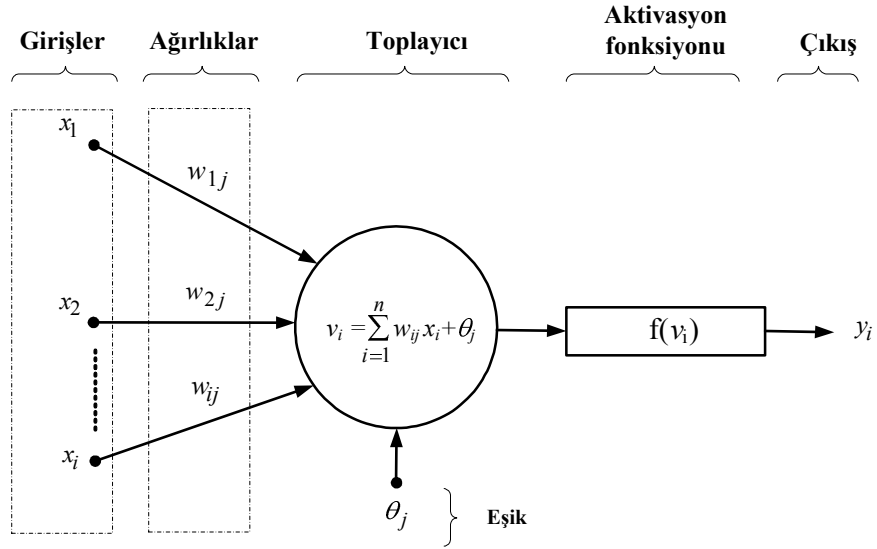 Girişler
Ağırlıklar
Toplayıcı
Aktivasyon
fonksiyonu
Çıkış
x1
w1j
x2
w2j
vi = ∑ wij xi + θj
n
i=1
f(vi)
yi
wij
xi
θj
Eşik